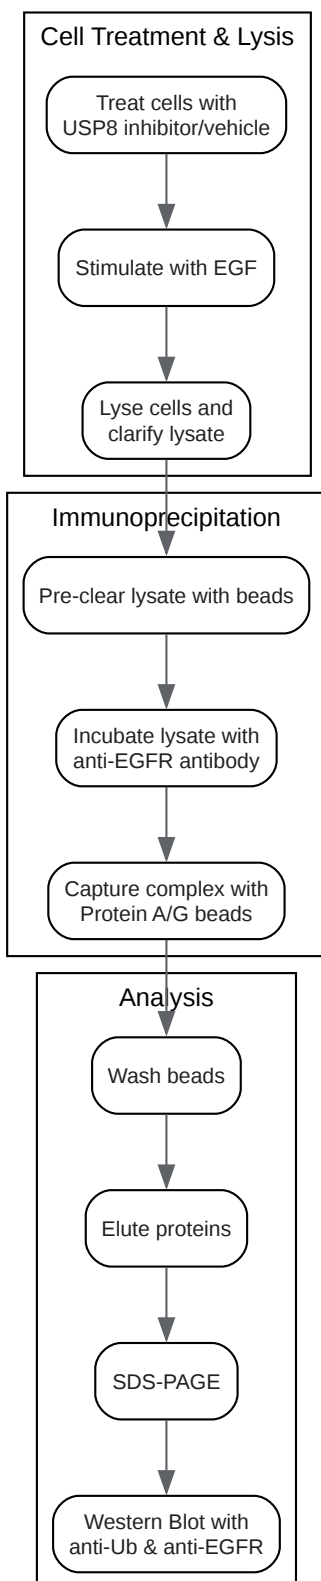 Cell Treatment & Lysis
Treat cells with
USP8 inhibitor/vehicle
Stimulate with EGF
Lyse cells and
clarify lysate
Immunoprecipitation
Pre-clear lysate with beads
Incubate lysate with
anti-EGFR antibody
Capture complex with
Protein A/G beads
Analysis
Wash beads
Elute proteins
SDS-PAGE
Western Blot with
anti-Ub & anti-EGFR